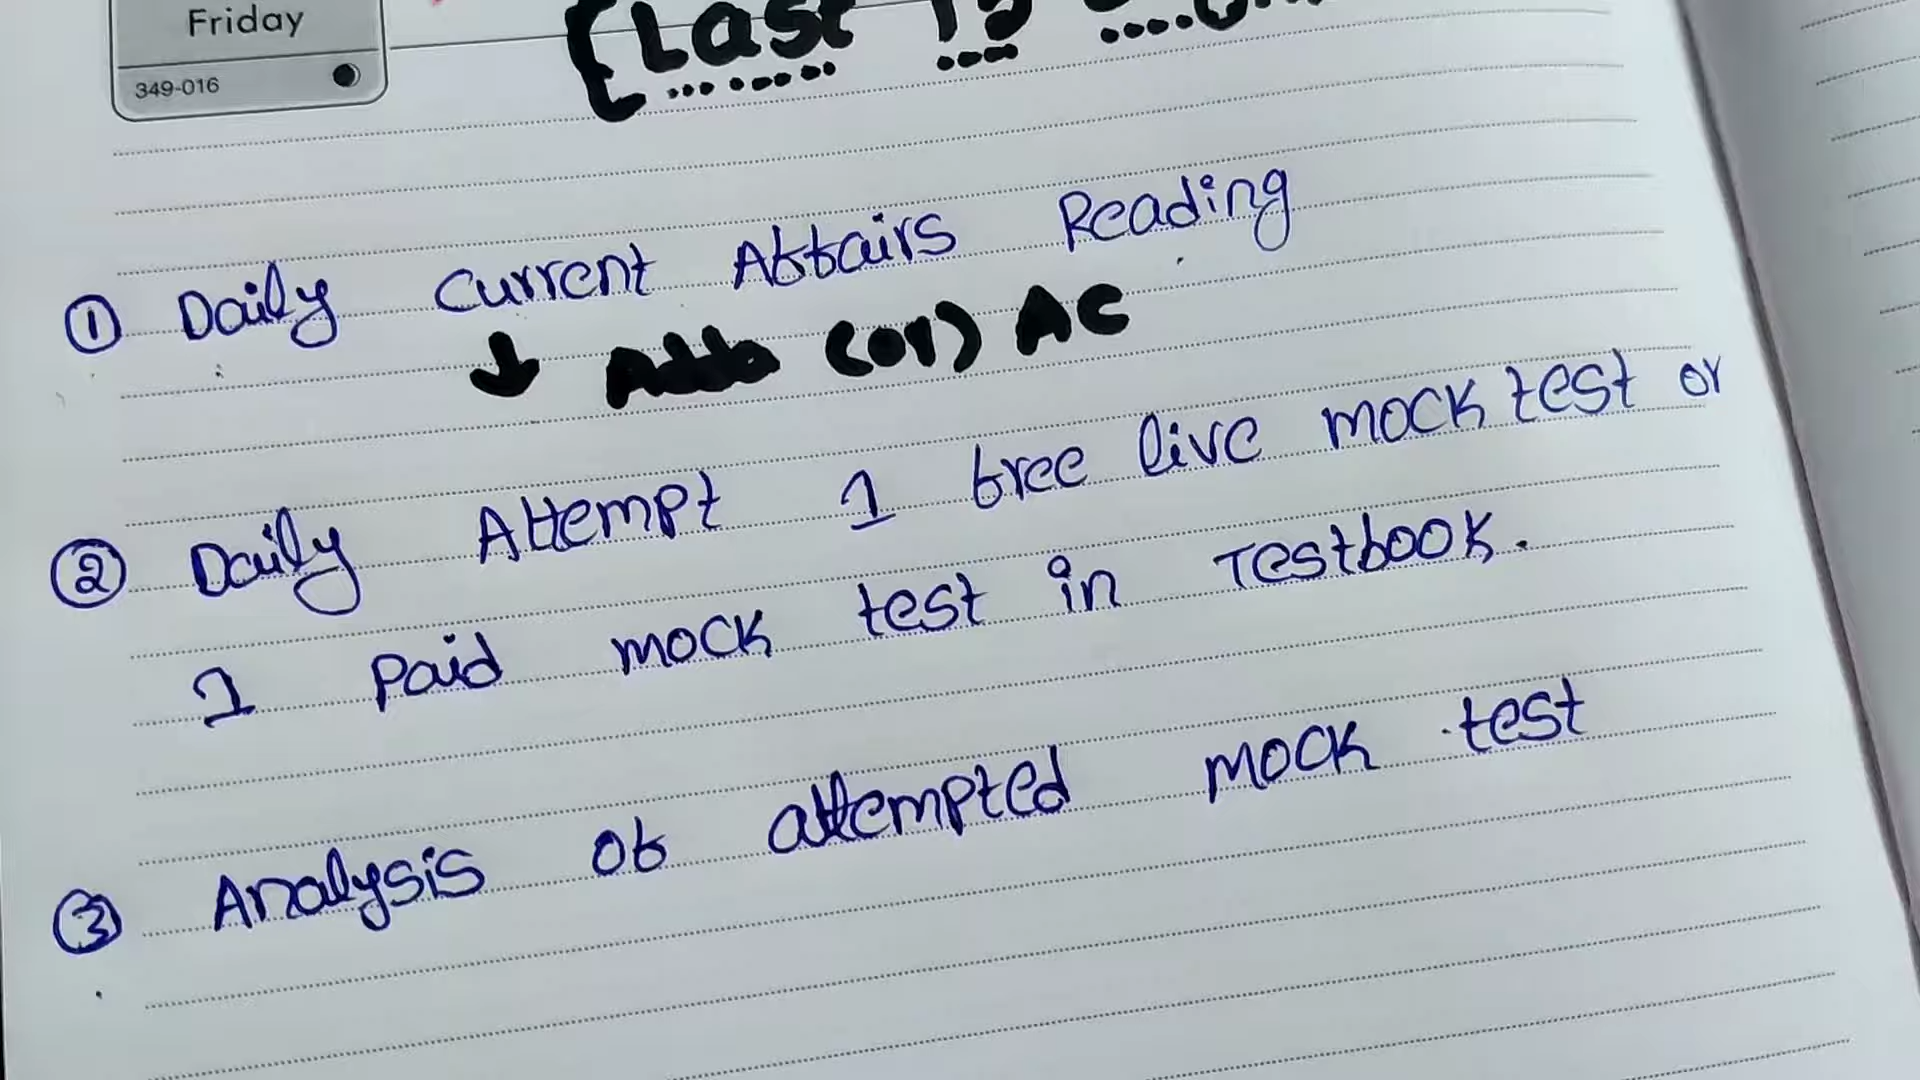 Friday
349-016
(Last 15
① Daily Current Affairs Reading
↓ Adda (or) AC
② Daily Attempt 1 free live mock test or
1 Paid mock test in Testbook.
③ Analysis of attempted mock test